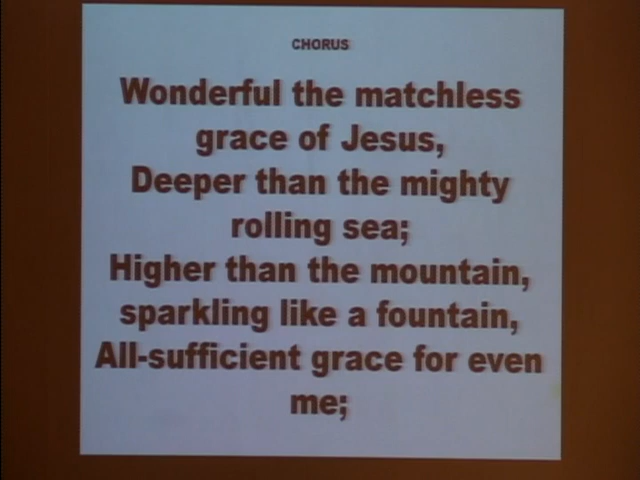 CHORUS
Wonderful the matchless
grace of Jesus,
Deeper than the mighty
rolling sea;
Higher than the mountain,
sparkling like a fountain,
All-sufficient grace for even
me;